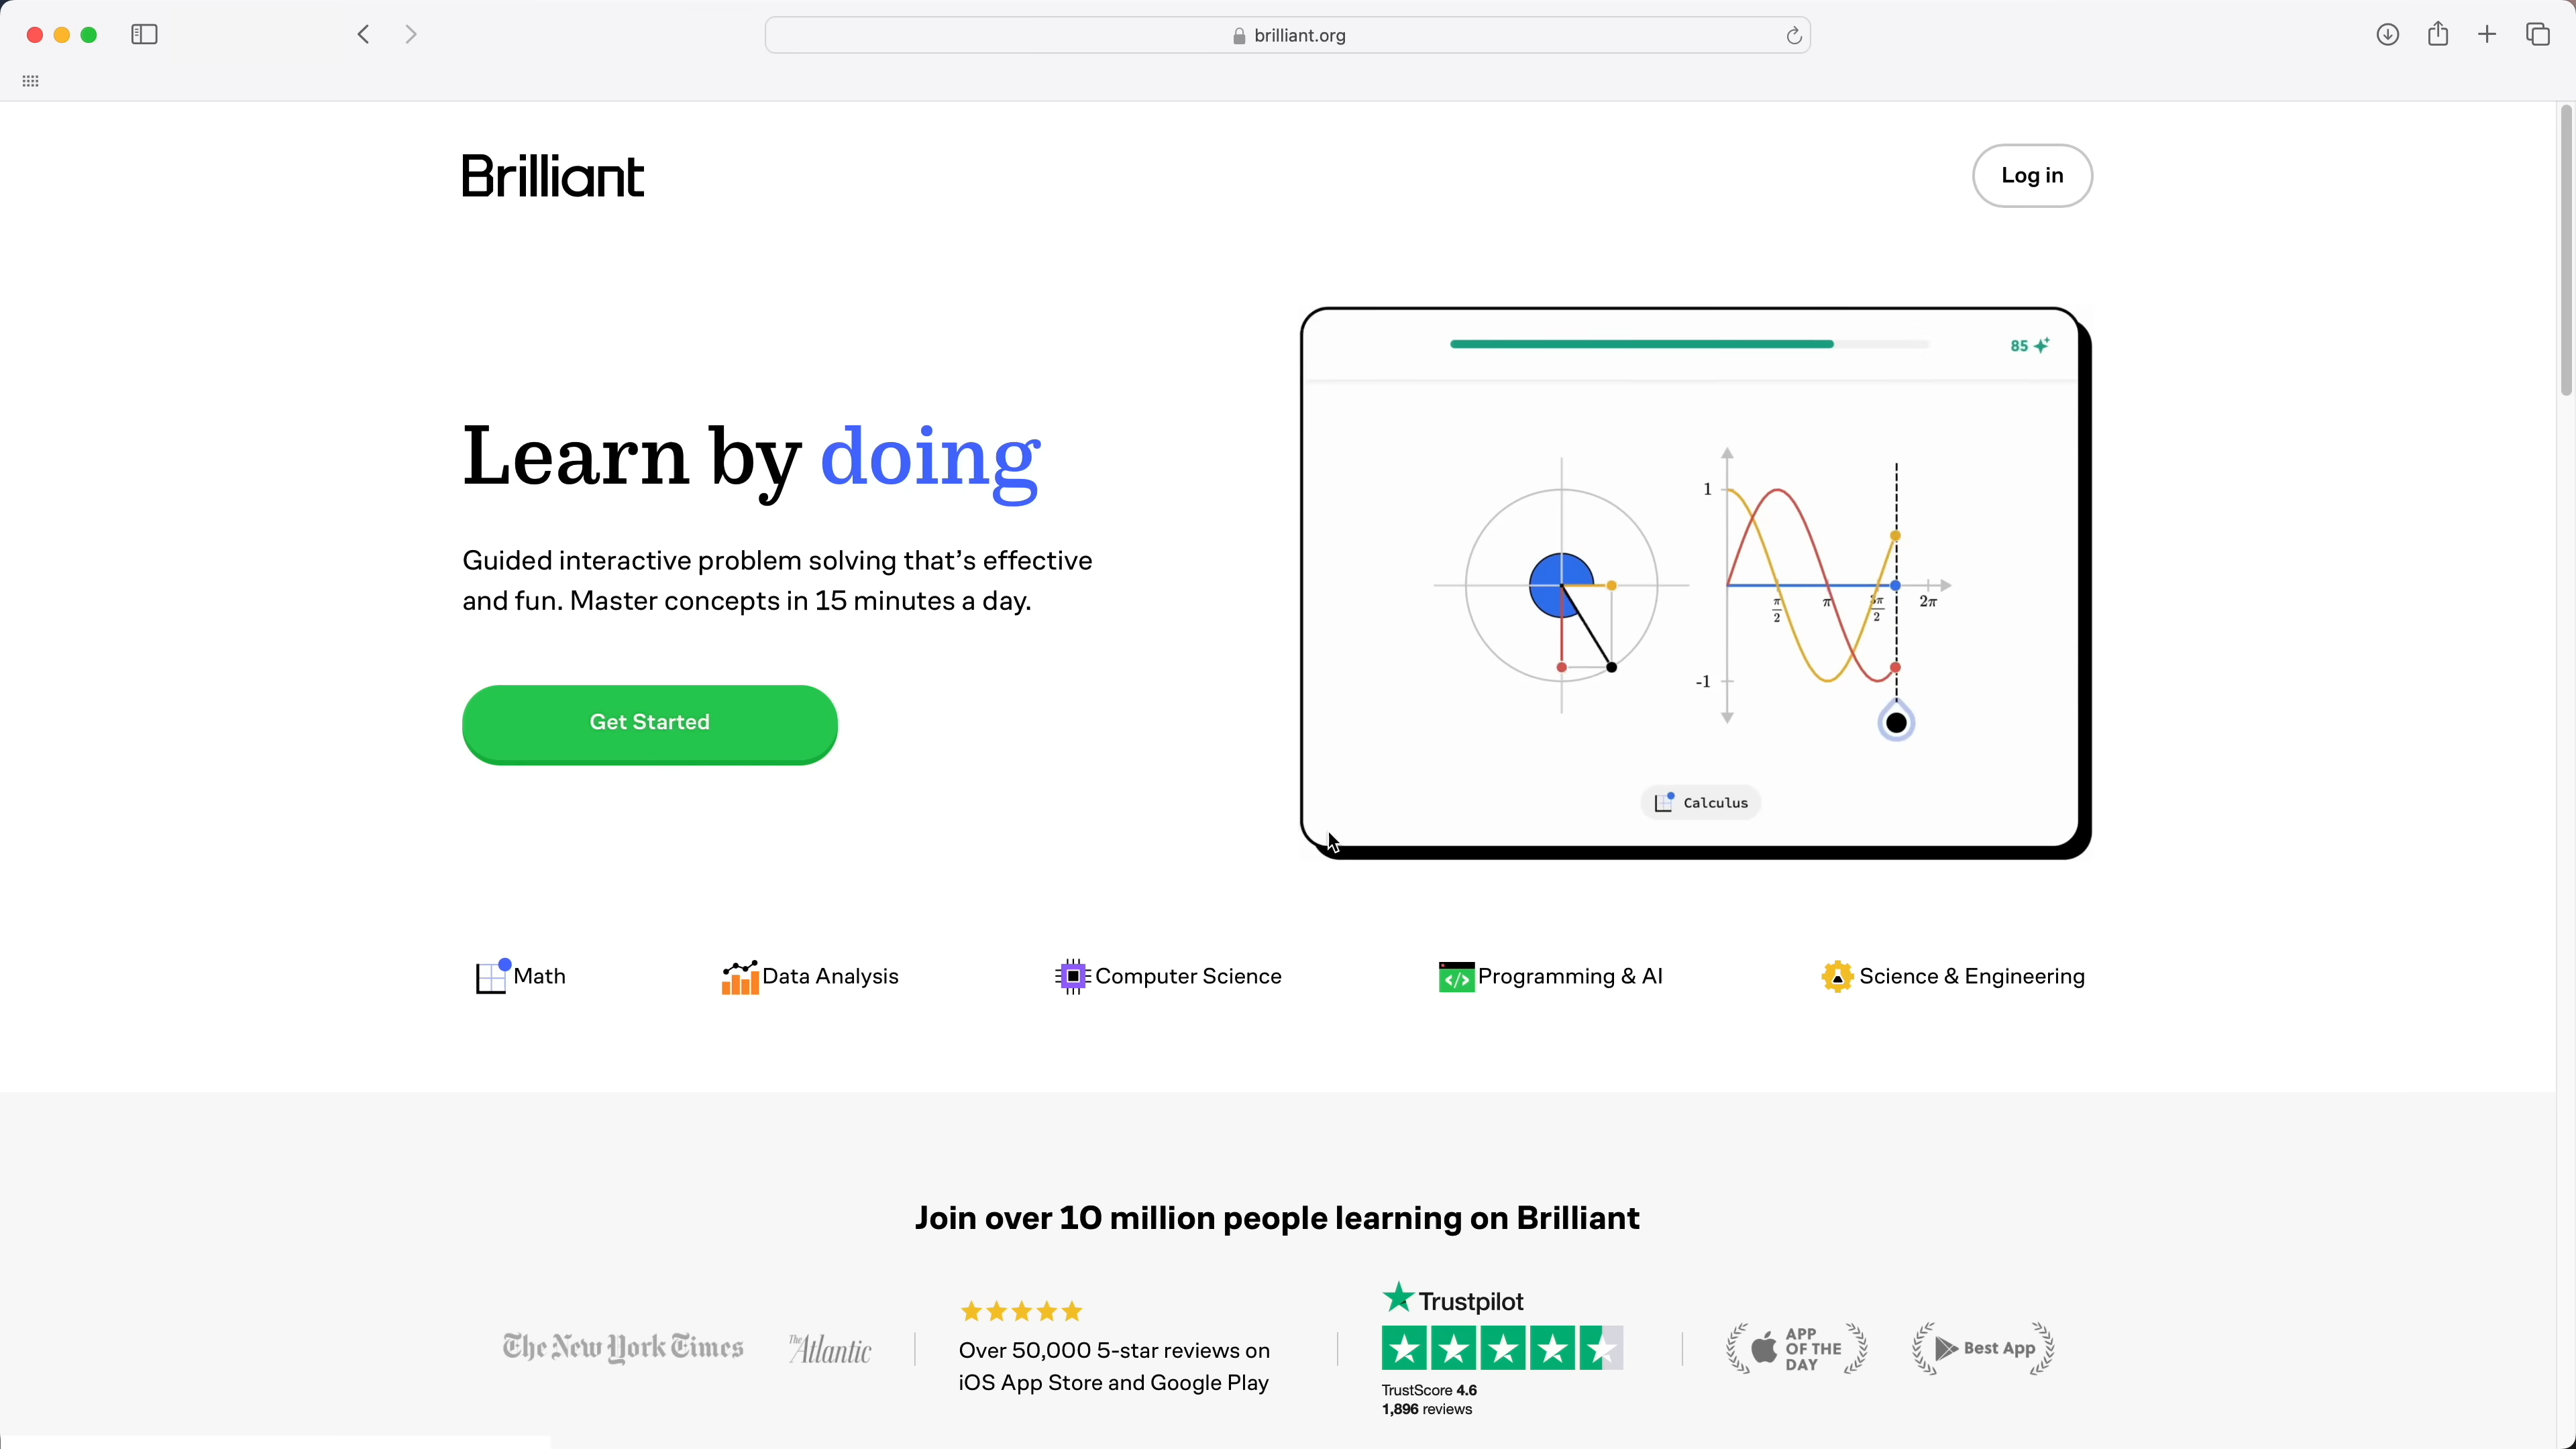 brilliant.org
Brilliant
Log in
85
Learn by doing
Guided interactive problem solving that's effective
and fun. Master concepts in 15 minutes a day.
Get Started
1
-1
π/2
π
3π/2
2π
Calculus
Math
Data Analysis
Computer Science
</> Programming & AI
Science & Engineering
Join over 10 million people learning on Brilliant
The New York Times
The Atlantic
Over 50,000 5-star reviews on
iOS App Store and Google Play
Trustpilot
TrustScore 4.6
1,896 reviews
APP
OF THE
DAY
Best App